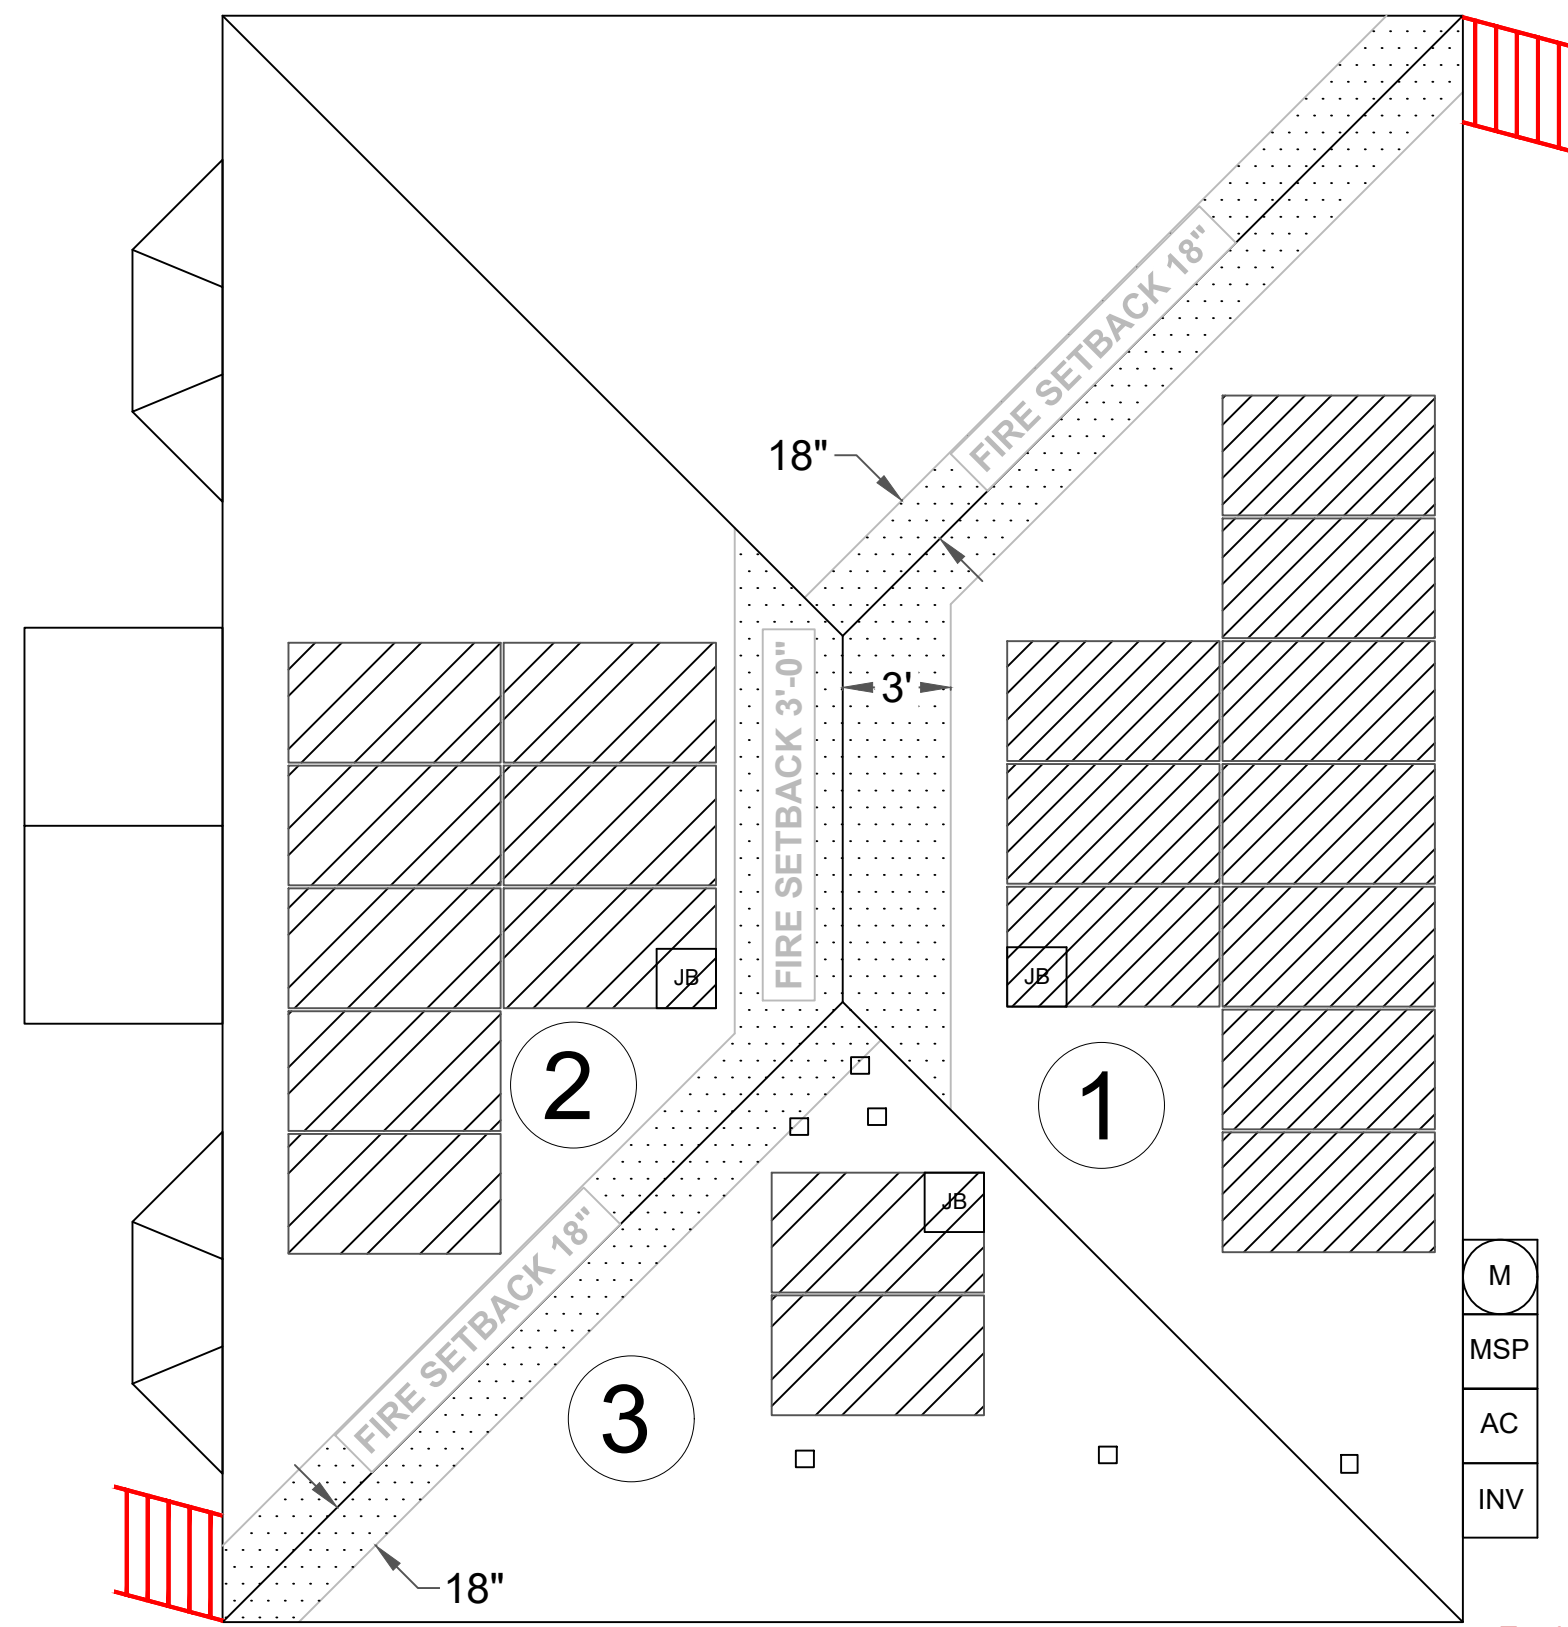 FIRE SETBACK 18"
18"
FIRE SETBACK 3'-0"
3'
JB
JB
2
1
JB
FIRE SETBACK 18"
3
M
MSP
AC
INV
18"